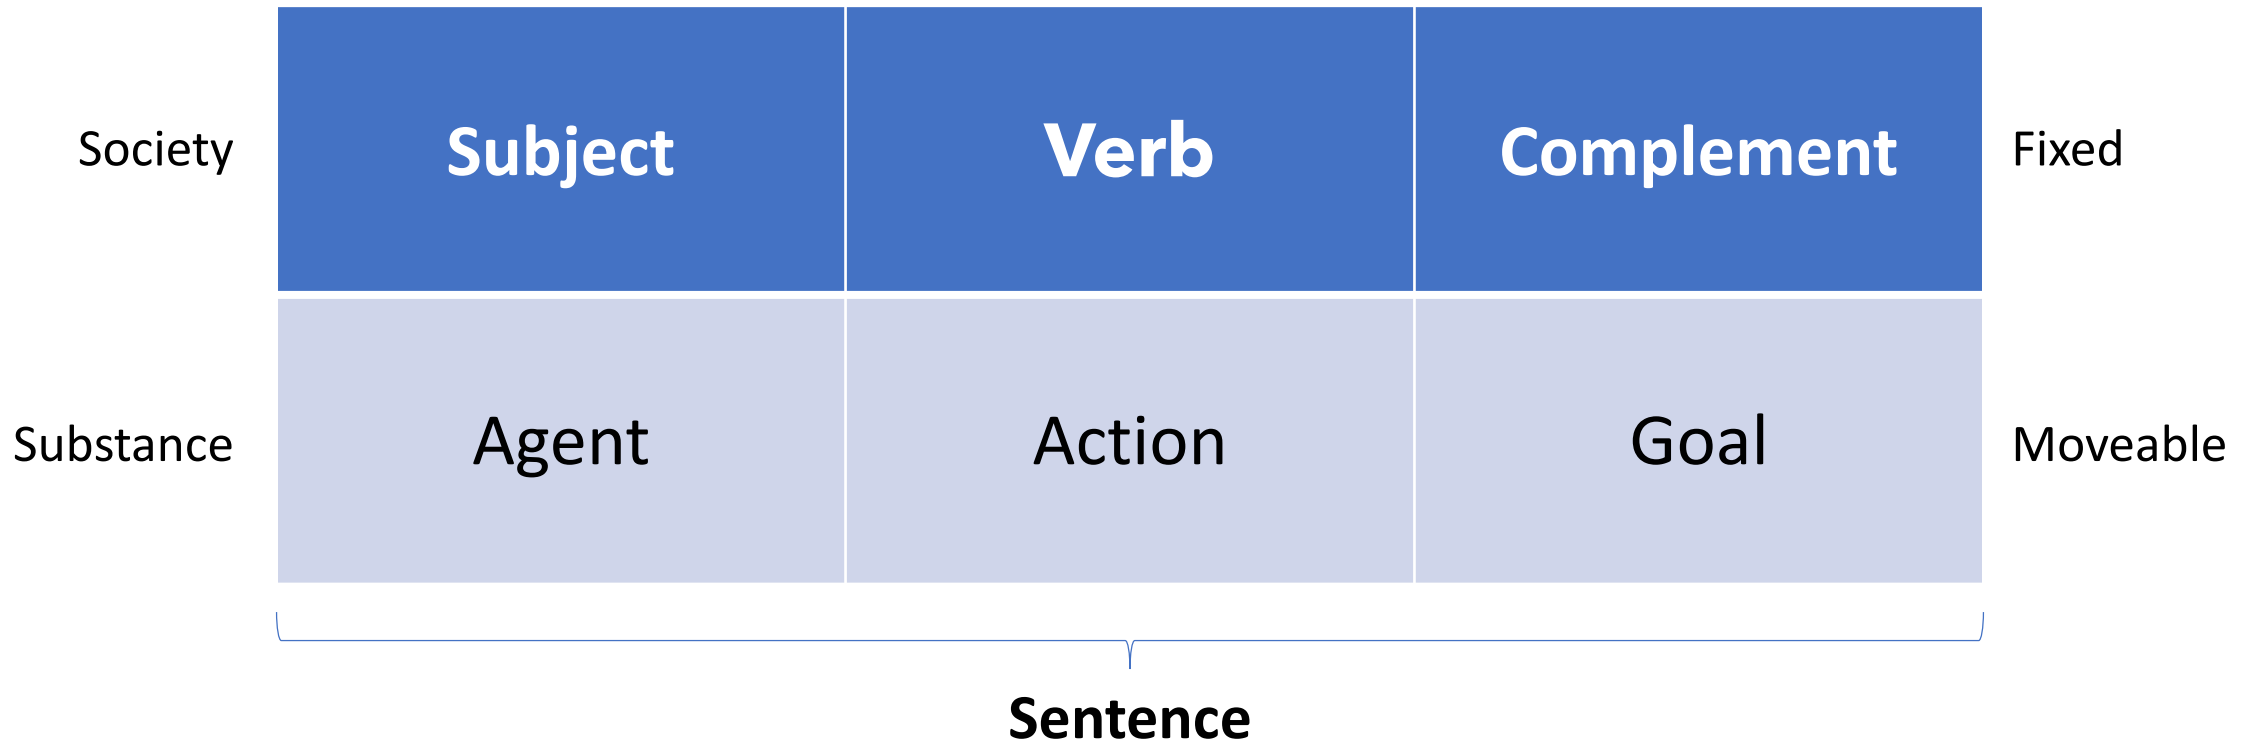 Society Subject Verb Complement Fixed
Substance Agent Action Goal Moveable
Sentence